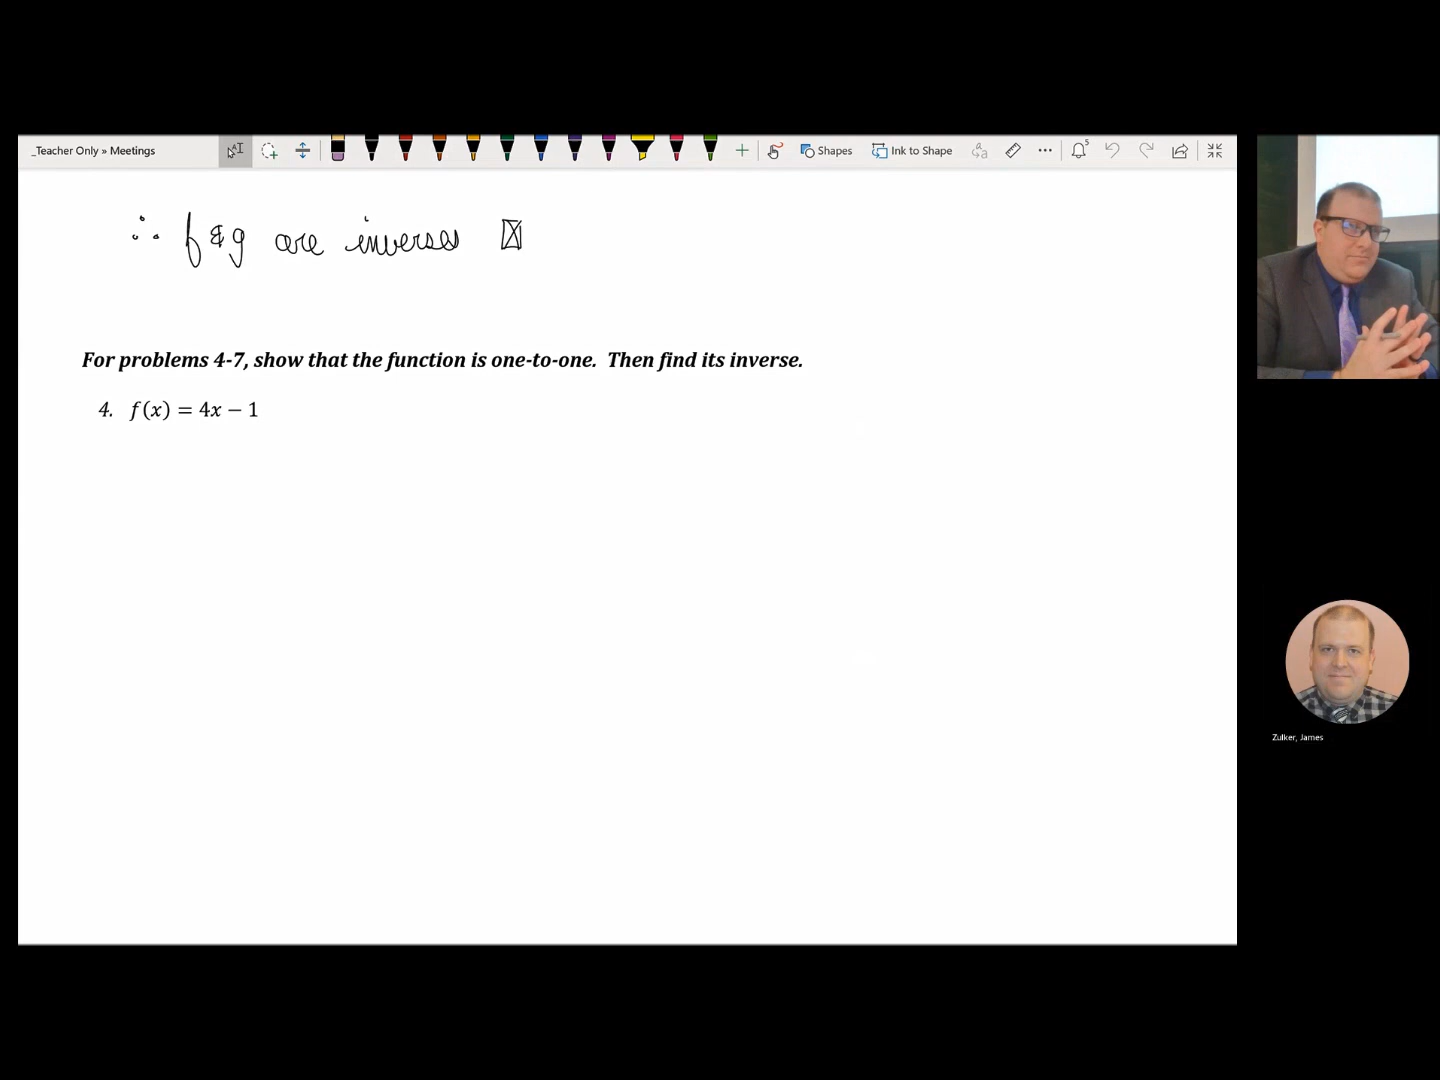 _Teacher Only » Meetings
Shapes
Ink to Shape
5
∴ f & g are inverses
For problems 4-7, show that the function is one-to-one. Then find its inverse.
4. f(x) = 4x − 1
Zulker, James